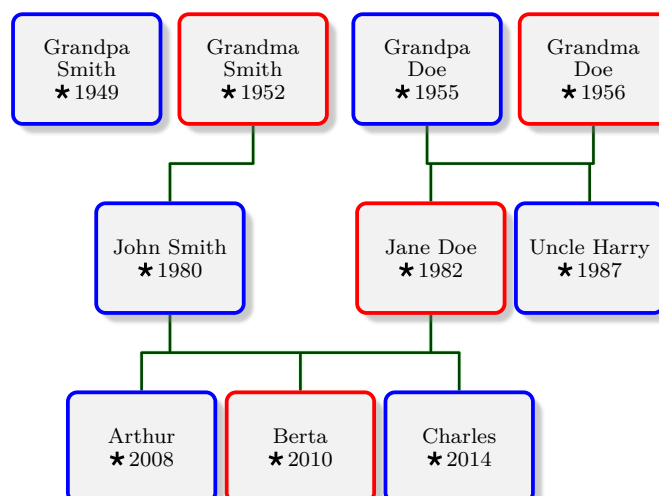 Grandpa
Smith
★ 1949
Grandma
Smith
★ 1952
Grandpa
Doe
★ 1955
Grandma
Doe
★ 1956
John Smith
★ 1980
Jane Doe
★ 1982
Uncle Harry
★ 1987
Arthur
★ 2008
Berta
★ 2010
Charles
★ 2014